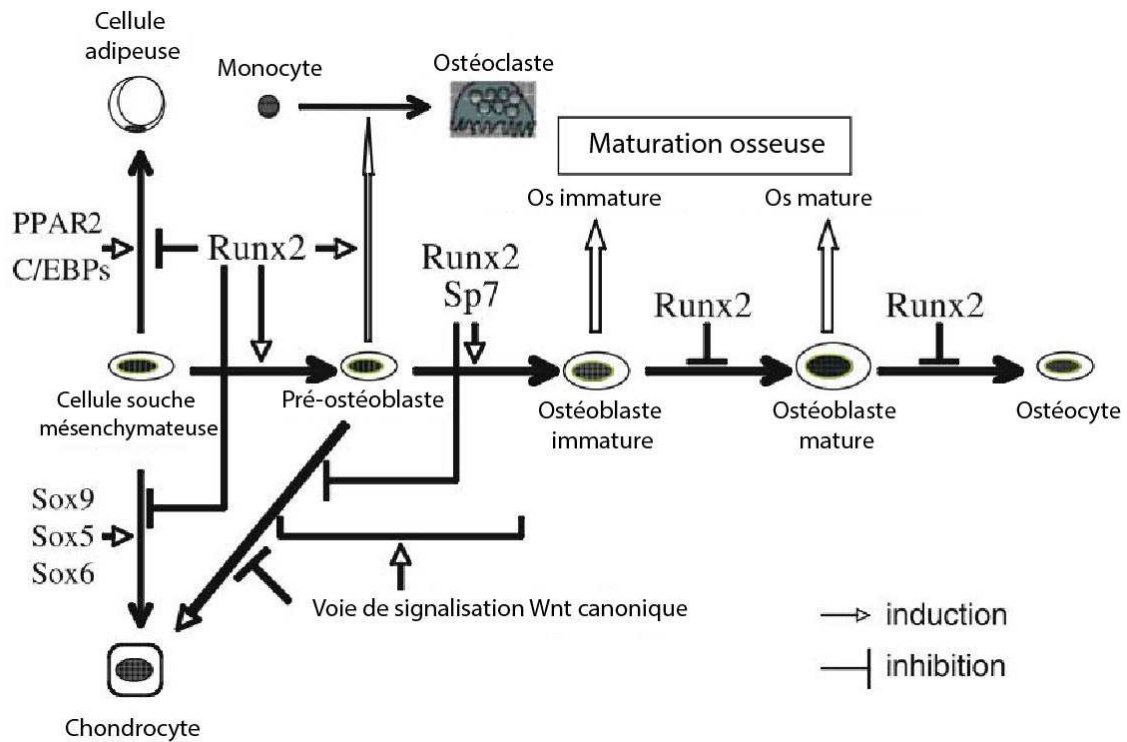 Cellule
adipeuse
Monocyte
Ostéoclaste
Maturation osseuse
Os immature
Os mature
PPAR2
C/EBPs
Runx2
Runx2
Sp7
Runx2
Runx2
Cellule souche
mésenchymateuse
Pré-ostéoblaste
Ostéoblaste
immature
Ostéoblaste
mature
Ostéocyte
Sox9
Sox5
Sox6
Voie de signalisation Wnt canonique
induction
inhibition
Chondrocyte